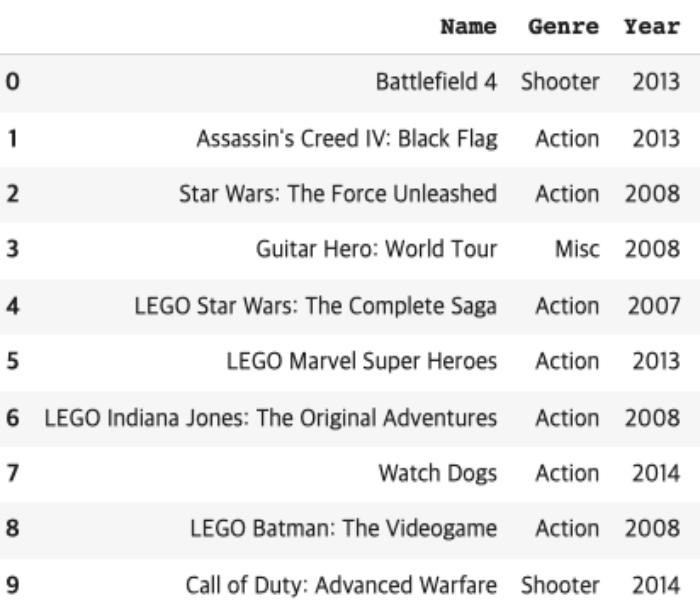 Name Genre Year
0 Battlefield 4 Shooter 2013
1 Assassin's Creed IV: Black Flag Action 2013
2 Star Wars: The Force Unleashed Action 2008
3 Guitar Hero: World Tour Misc 2008
4 LEGO Star Wars: The Complete Saga Action 2007
5 LEGO Marvel Super Heroes Action 2013
6 LEGO Indiana Jones: The Original Adventures Action 2008
7 Watch Dogs Action 2014
8 LEGO Batman: The Videogame Action 2008
9 Call of Duty: Advanced Warfare Shooter 2014